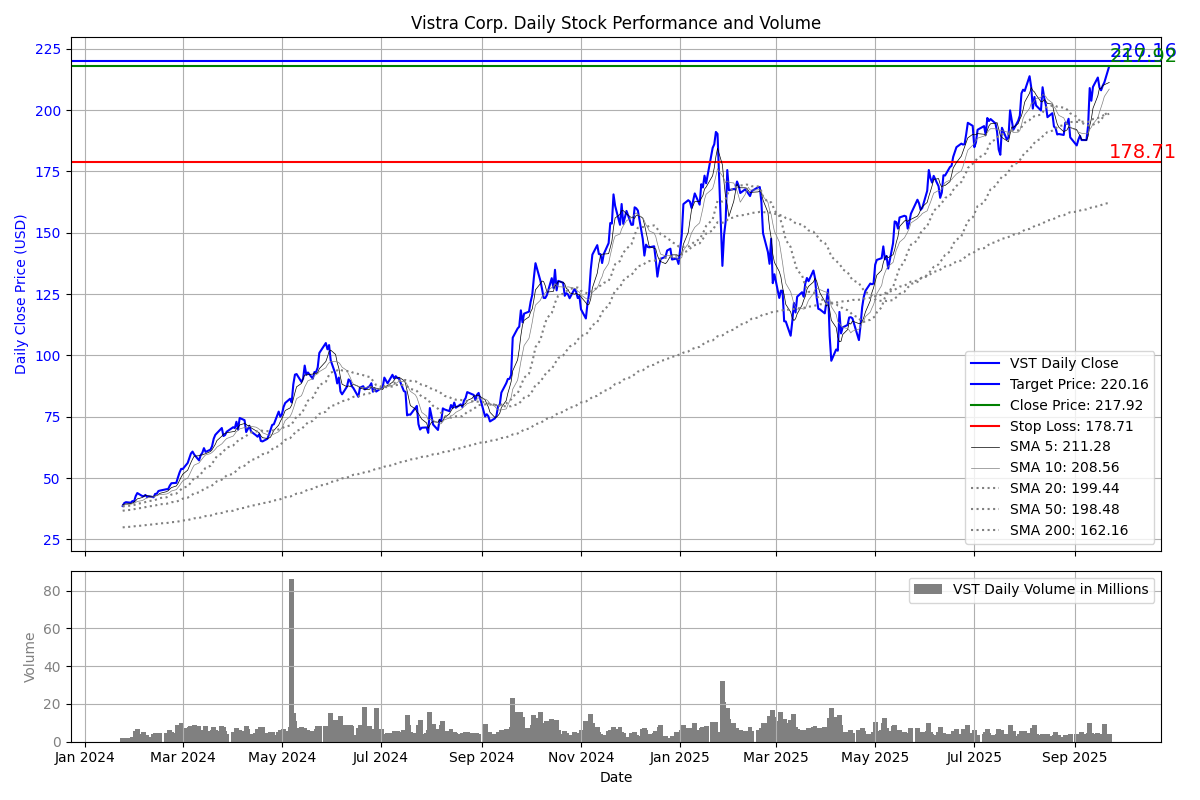 Vistra Corp. Daily Stock Performance and Volume
225
200
175
150
125
100
75
50
25
Daily Close Price (USD)
220.16
217.92
178.71
VST Daily Close
Target Price: 220.16
Close Price: 217.92
Stop Loss: 178.71
SMA 5: 211.28
SMA 10: 208.56
SMA 20: 199.44
SMA 50: 198.48
SMA 200: 162.16
80
60
40
20
0
Volume
VST Daily Volume in Millions
Jan 2024 Mar 2024 May 2024 Jul 2024 Sep 2024 Nov 2024 Jan 2025 Mar 2025 May 2025 Jul 2025 Sep 2025
Date